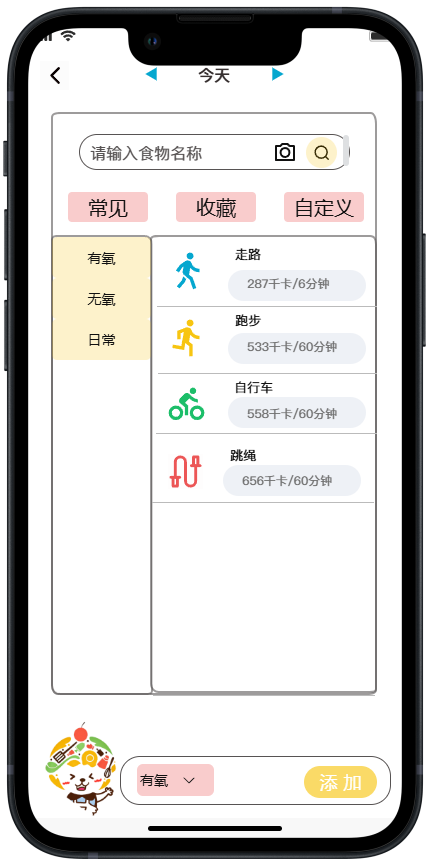 今天
请输入食物名称
常见
收藏
自定义
有氧
无氧
日常
走路
287千卡/6分钟
跑步
533千卡/60分钟
自行车
558千卡/60分钟
跳绳
656千卡/60分钟
有氧
添加